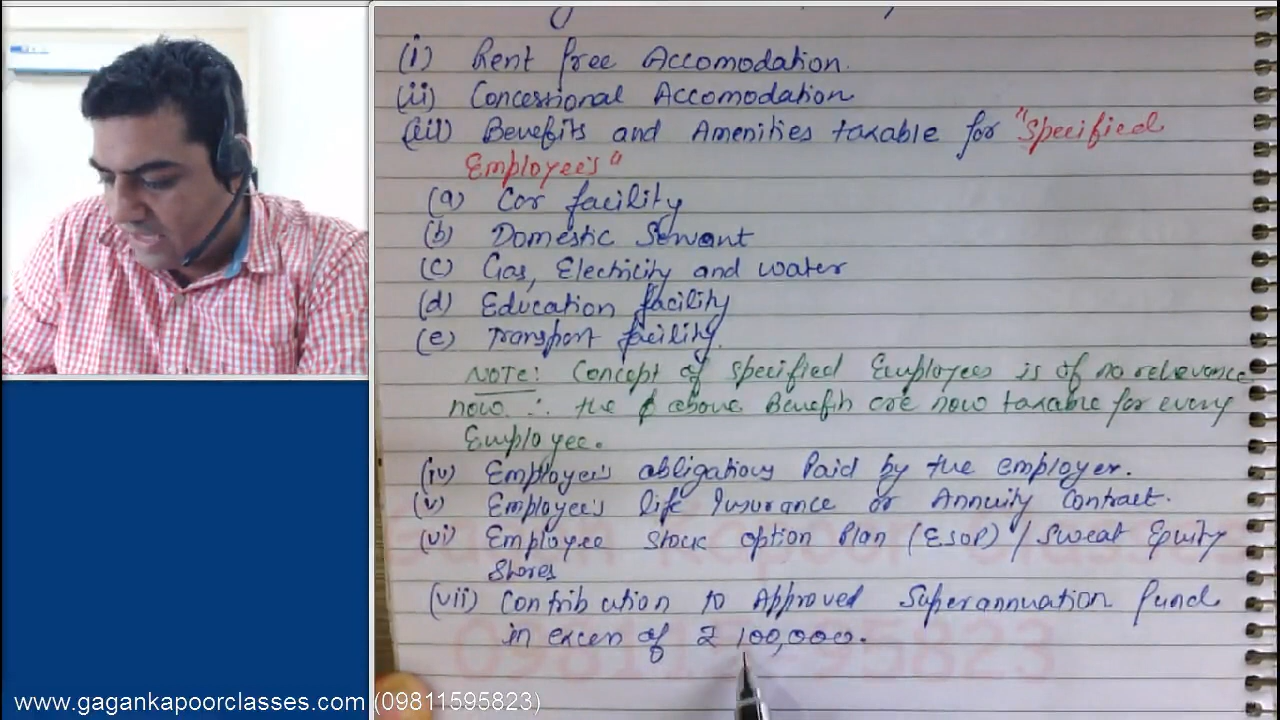 (i) Rent free Accomodation.
(ii) Concessional Accomodation
(iii) Benefits and Amenities taxable for "Specified
Employee's"
(a) Car facility
(b) Domestic Servant
(c) Gas, Electricity and water
(d) Education facility
(e) Transport facility.
NOTE: Concept of specified Employees is of no relevance
now ∴ the above Benefits are now taxable for every
Employee.
(iv) Employee's obligations Paid by the employer.
(v) Employee's life Insurance or Annuity Contract.
(vi) Employee Stock option Plan (ESOP) / Sweat Equity
Shares
(vii) Contribution to Approved Superannuation fund
in excess of ₹ 100,000.
www.gagankapoorclasses.com (09811595823)